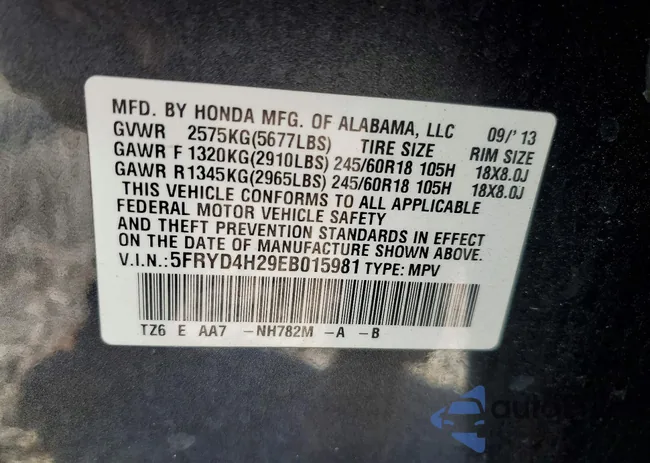 MFD. BY HONDA MFG. OF ALABAMA, LLC 09/'13
GVWR 2575KG(5677LBS) TIRE SIZE RIM SIZE
GAWR F 1320KG(2910LBS) 245/60R18 105H 18X8.0J
GAWR R1345KG(2965LBS) 245/60R18 105H 18X8.0J
THIS VEHICLE CONFORMS TO ALL APPLICABLE
FEDERAL MOTOR VEHICLE SAFETY
AND THEFT PREVENTION STANDARDS IN EFFECT
ON THE DATE OF MANUFACTURE SHOWN ABOVE.
V.I.N.:5FRYD4H29EB015981 TYPE: MPV
TZ6 E AA7 -NH782M -A -B